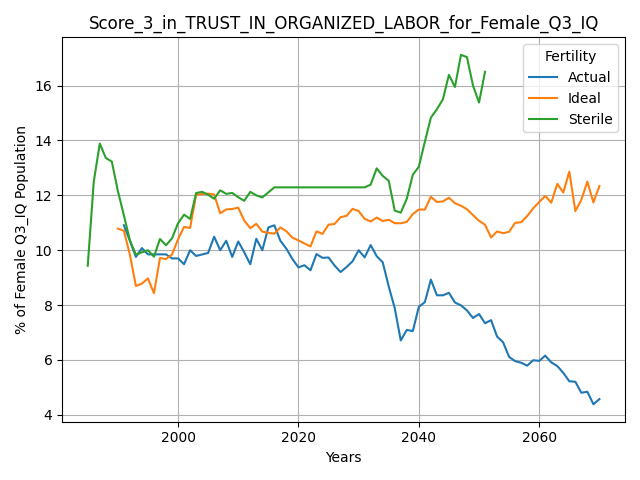 Score_3_in_TRUST_IN_ORGANIZED_LABOR_for_Female_Q3_IQ
% of Female Q3_IQ Population
16
14
12
10
8
6
4
Fertility
Actual
Ideal
Sterile
2000
2020
2040
2060
Years